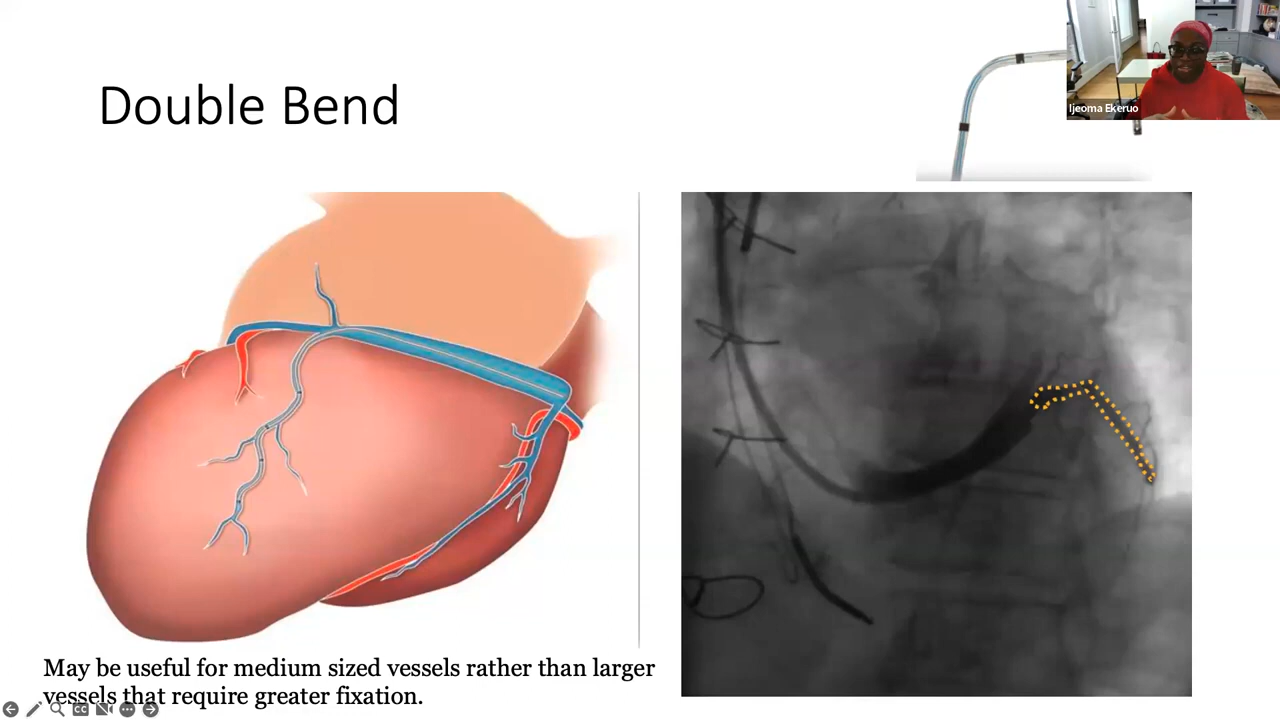 Double Bend
Ijeoma Ekeruo
May be useful for medium sized vessels rather than larger
vessels that require greater fixation.
CC